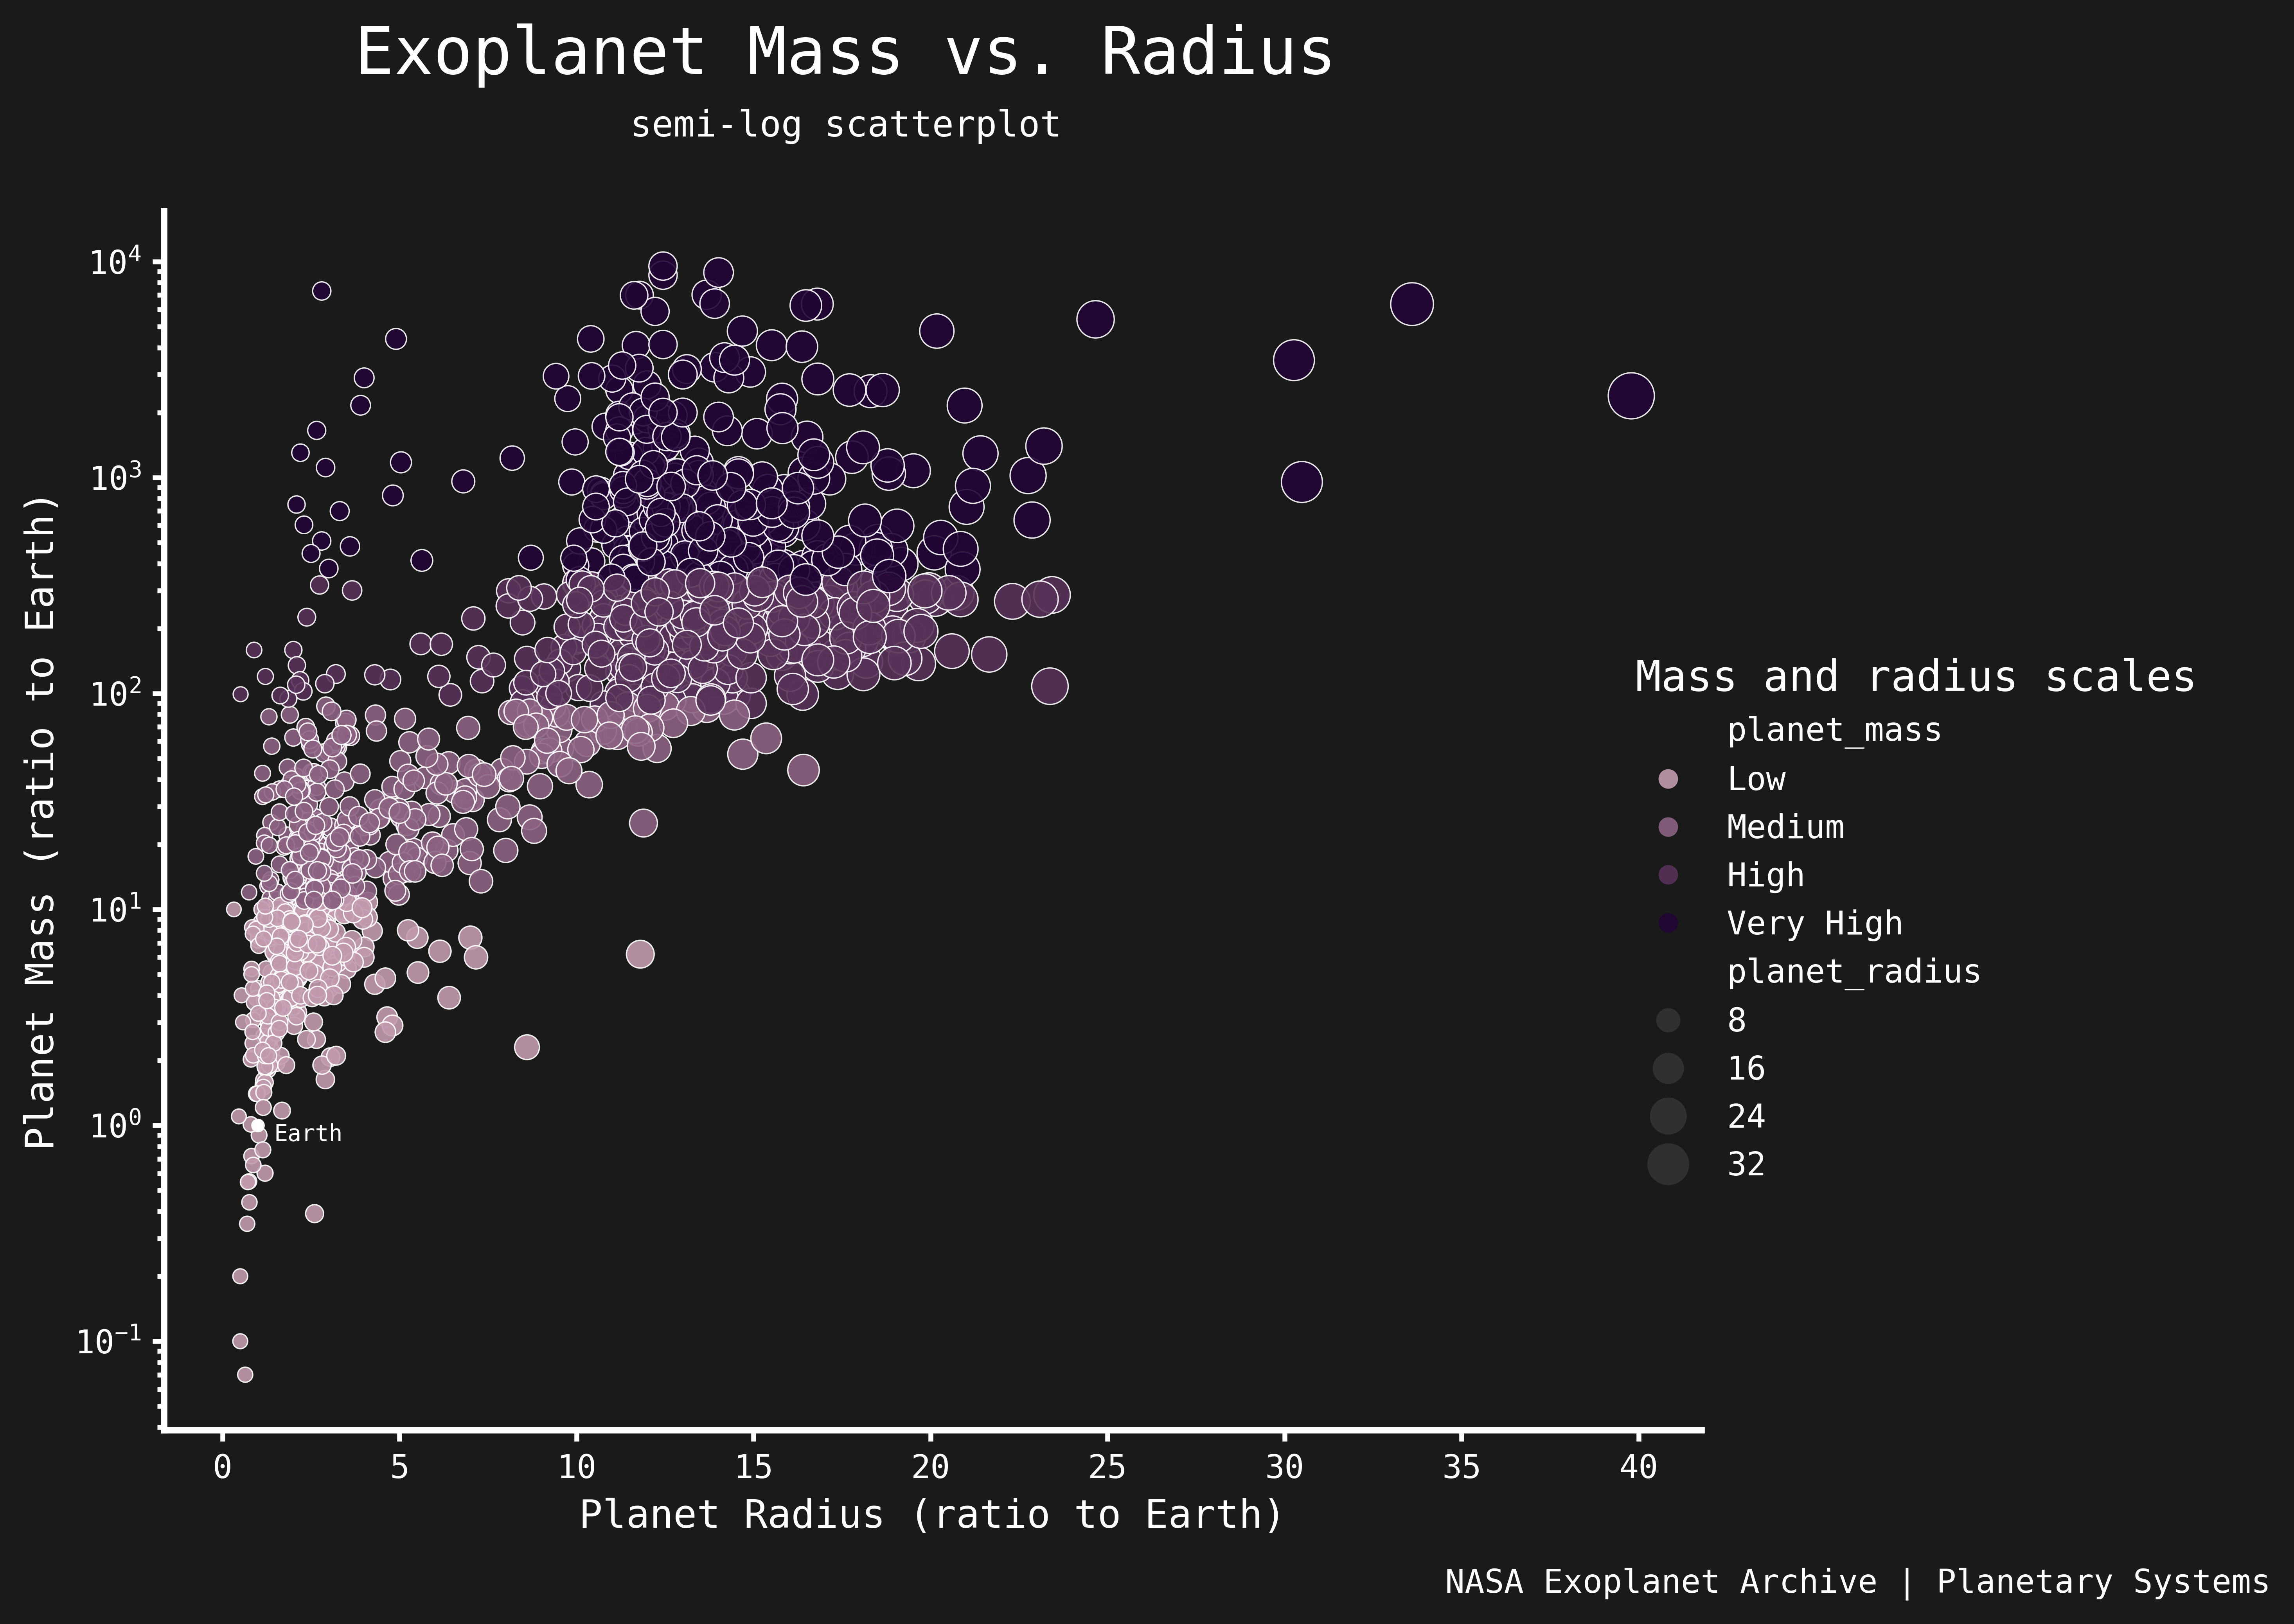 Exoplanet Mass vs. Radius
semi-log scatterplot
Planet Mass (ratio to Earth)
10⁴
10³
10²
10¹
10⁰
10⁻¹
Earth
0 5 10 15 20 25 30 35 40
Planet Radius (ratio to Earth)
Mass and radius scales
planet_mass
Low
Medium
High
Very High
planet_radius
8
16
24
32
NASA Exoplanet Archive | Planetary Systems